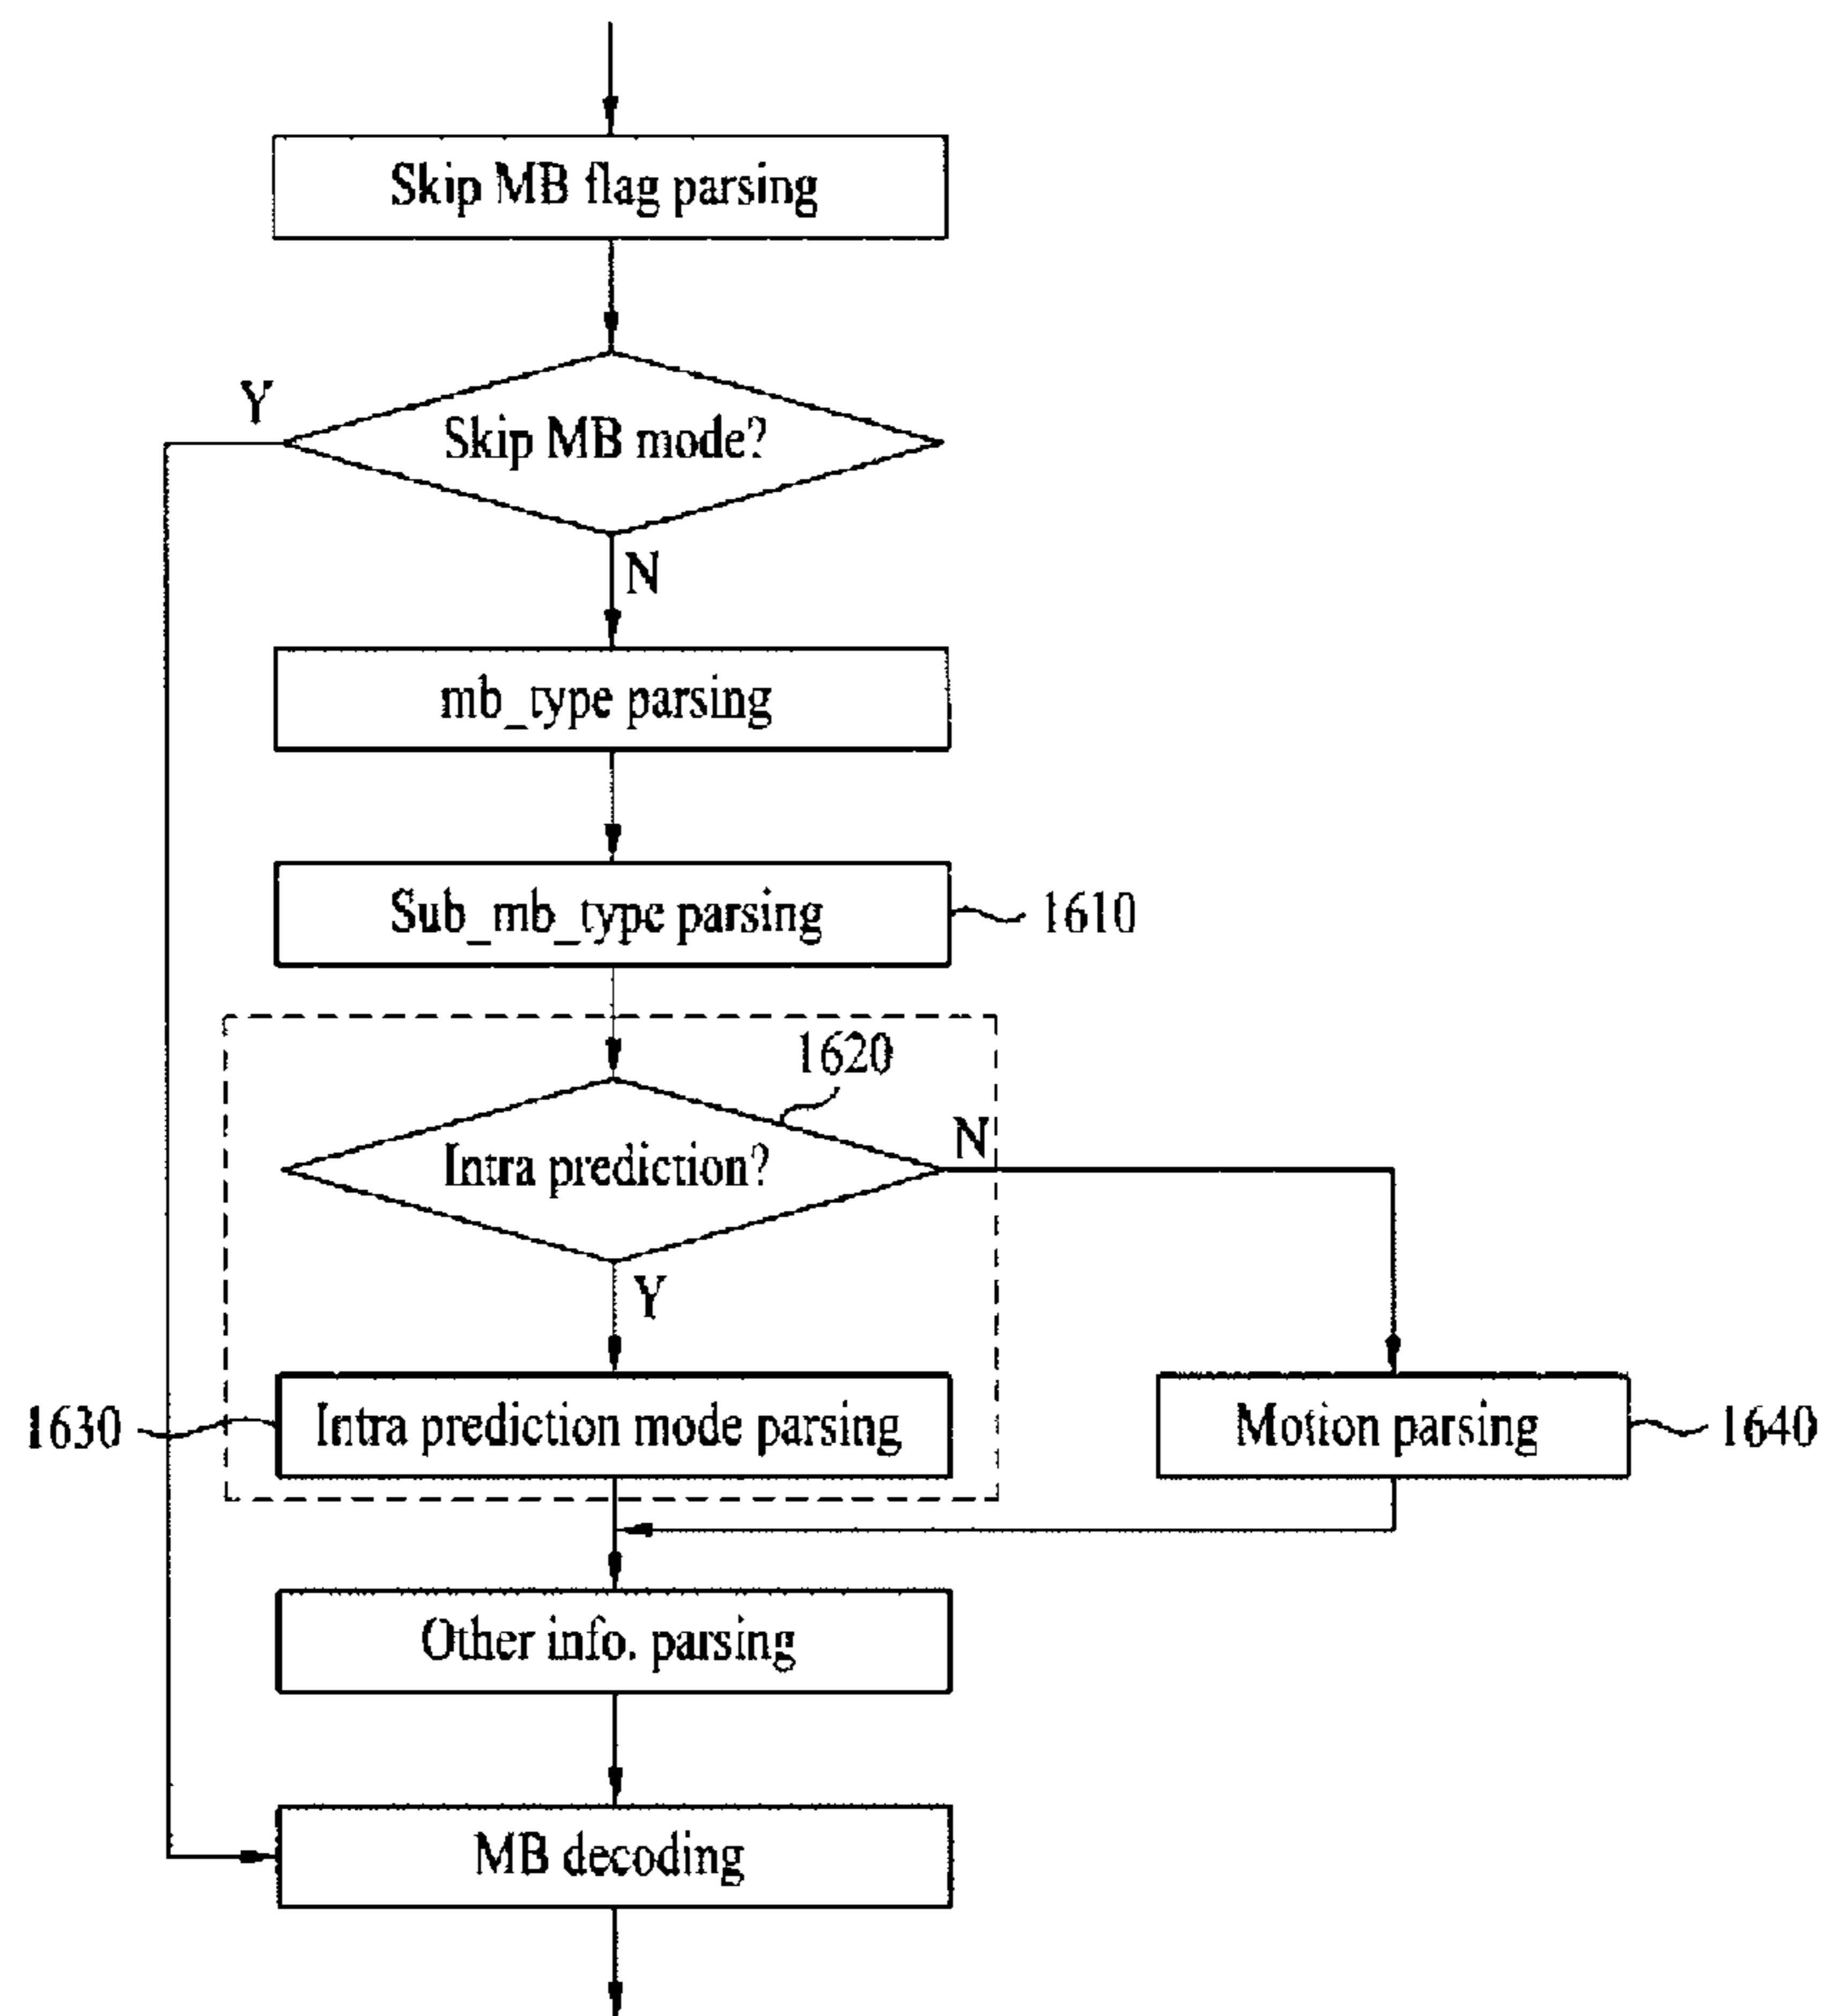 Skip MB flag parsing
Y
Skip MB mode?
N
mb_type parsing
Sub_mb_type parsing
1610
1620
Intra prediction?
N
Y
1630
Intra prediction mode parsing
Motion parsing
1640
Other info. parsing
MB decoding